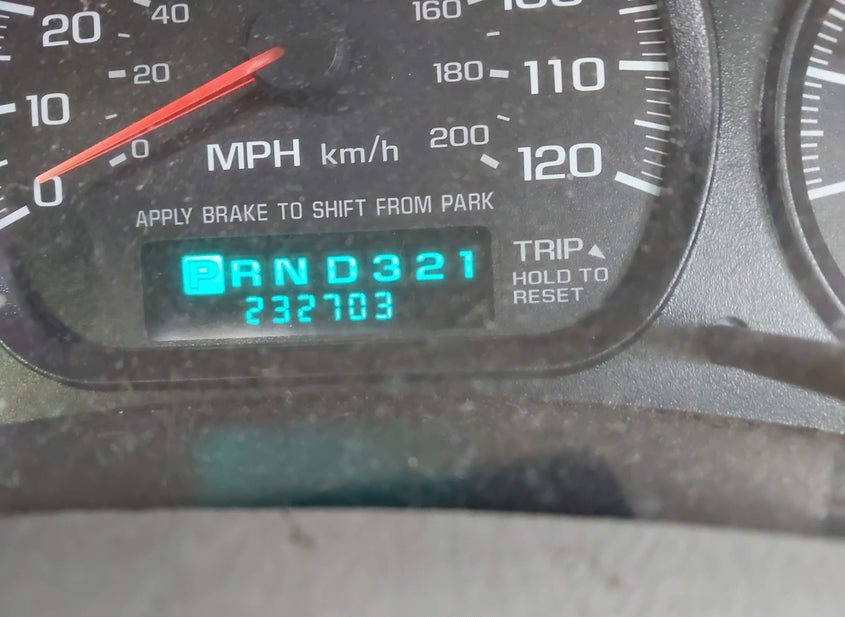 160 100
20 40
20 180 110
10
0 200
0 MPH km/h 120
APPLY BRAKE TO SHIFT FROM PARK
PRND321
TRIP
232703
HOLD TO
RESET